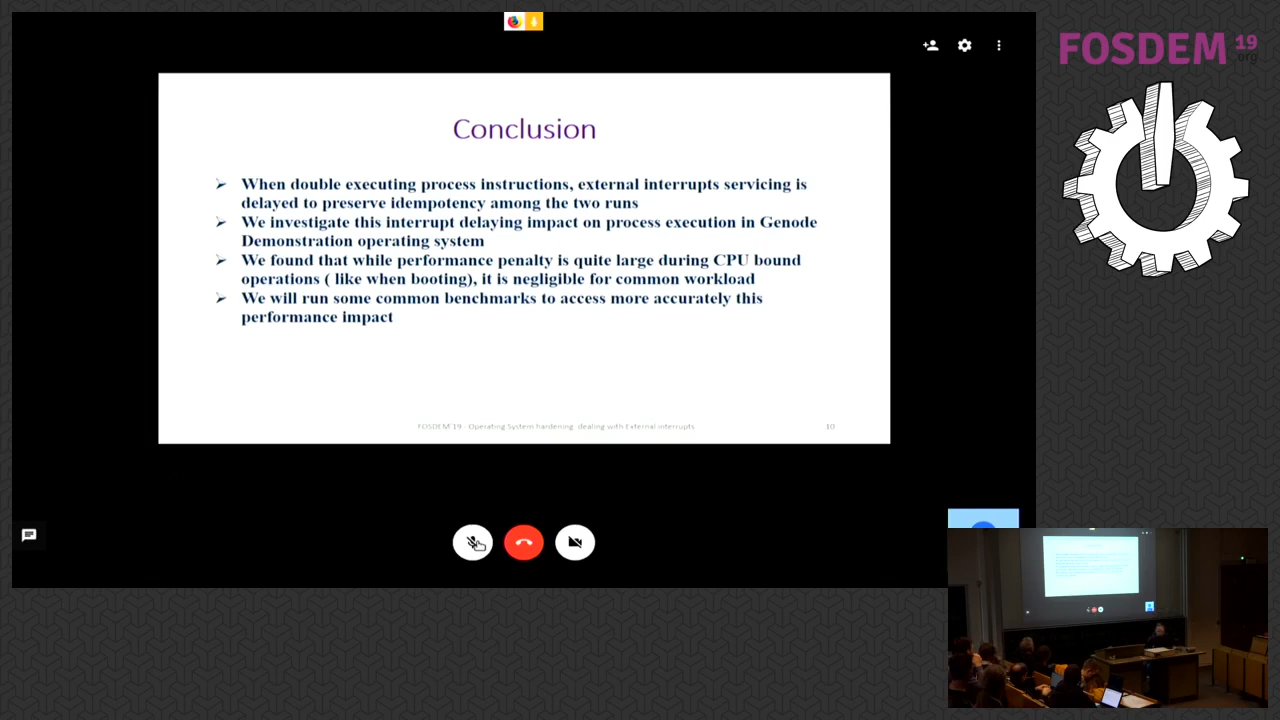 FOSDEM 19
.org
Conclusion
➢ When double executing process instructions, external interrupts servicing is
delayed to preserve idempotency among the two runs
➢ We investigate this interrupt delaying impact on process execution in Genode
Demonstration operating system
➢ We found that while performance penalty is quite large during CPU bound
operations ( like when booting), it is negligible for common workload
➢ We will run some common benchmarks to access more accurately this
performance impact
FOSDEM'19 - Operating System hardening: dealing with External interrupts
10